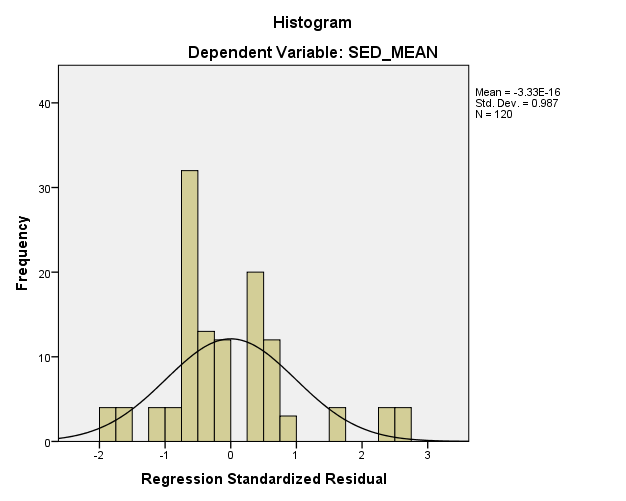 Histogram
Dependent Variable: SED_MEAN
Mean = -3.33E-16
Std. Dev. = 0.987
N = 120
Frequency
40
30
20
10
0
-2 -1 0 1 2 3
Regression Standardized Residual